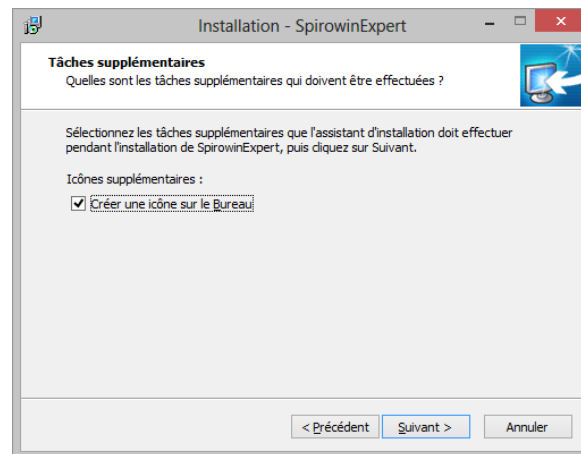 Installation - SpirowinExpert
Tâches supplémentaires
Quelles sont les tâches supplémentaires qui doivent être effectuées ?
Sélectionnez les tâches supplémentaires que l'assistant d'installation doit effectuer
pendant l'installation de SpirowinExpert, puis cliquez sur Suivant.
Icônes supplémentaires :
Créer une icône sur le Bureau
< Précédent Suivant > Annuler